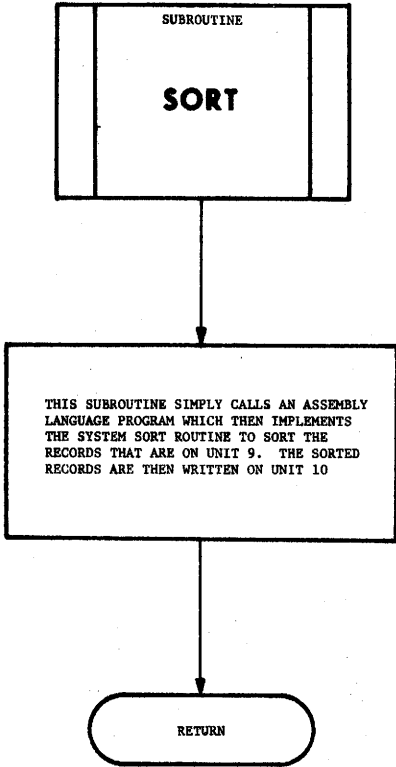 SUBROUTINE
SORT
THIS SUBROUTINE SIMPLY CALLS AN ASSEMBLY
LANGUAGE PROGRAM WHICH THEN IMPLEMENTS
THE SYSTEM SORT ROUTINE TO SORT THE
RECORDS THAT ARE ON UNIT 9. THE SORTED
RECORDS ARE THEN WRITTEN ON UNIT 10
RETURN